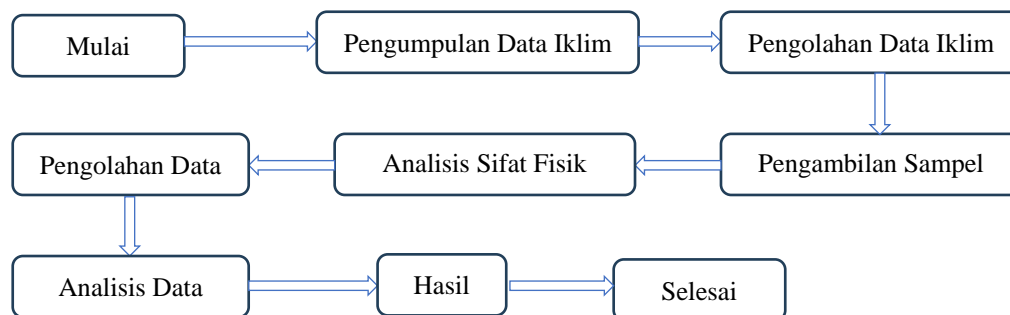 Mulai
Pengumpulan Data Iklim
Pengolahan Data Iklim
Pengambilan Sampel
Analisis Sifat Fisik
Pengolahan Data
Analisis Data
Hasil
Selesai